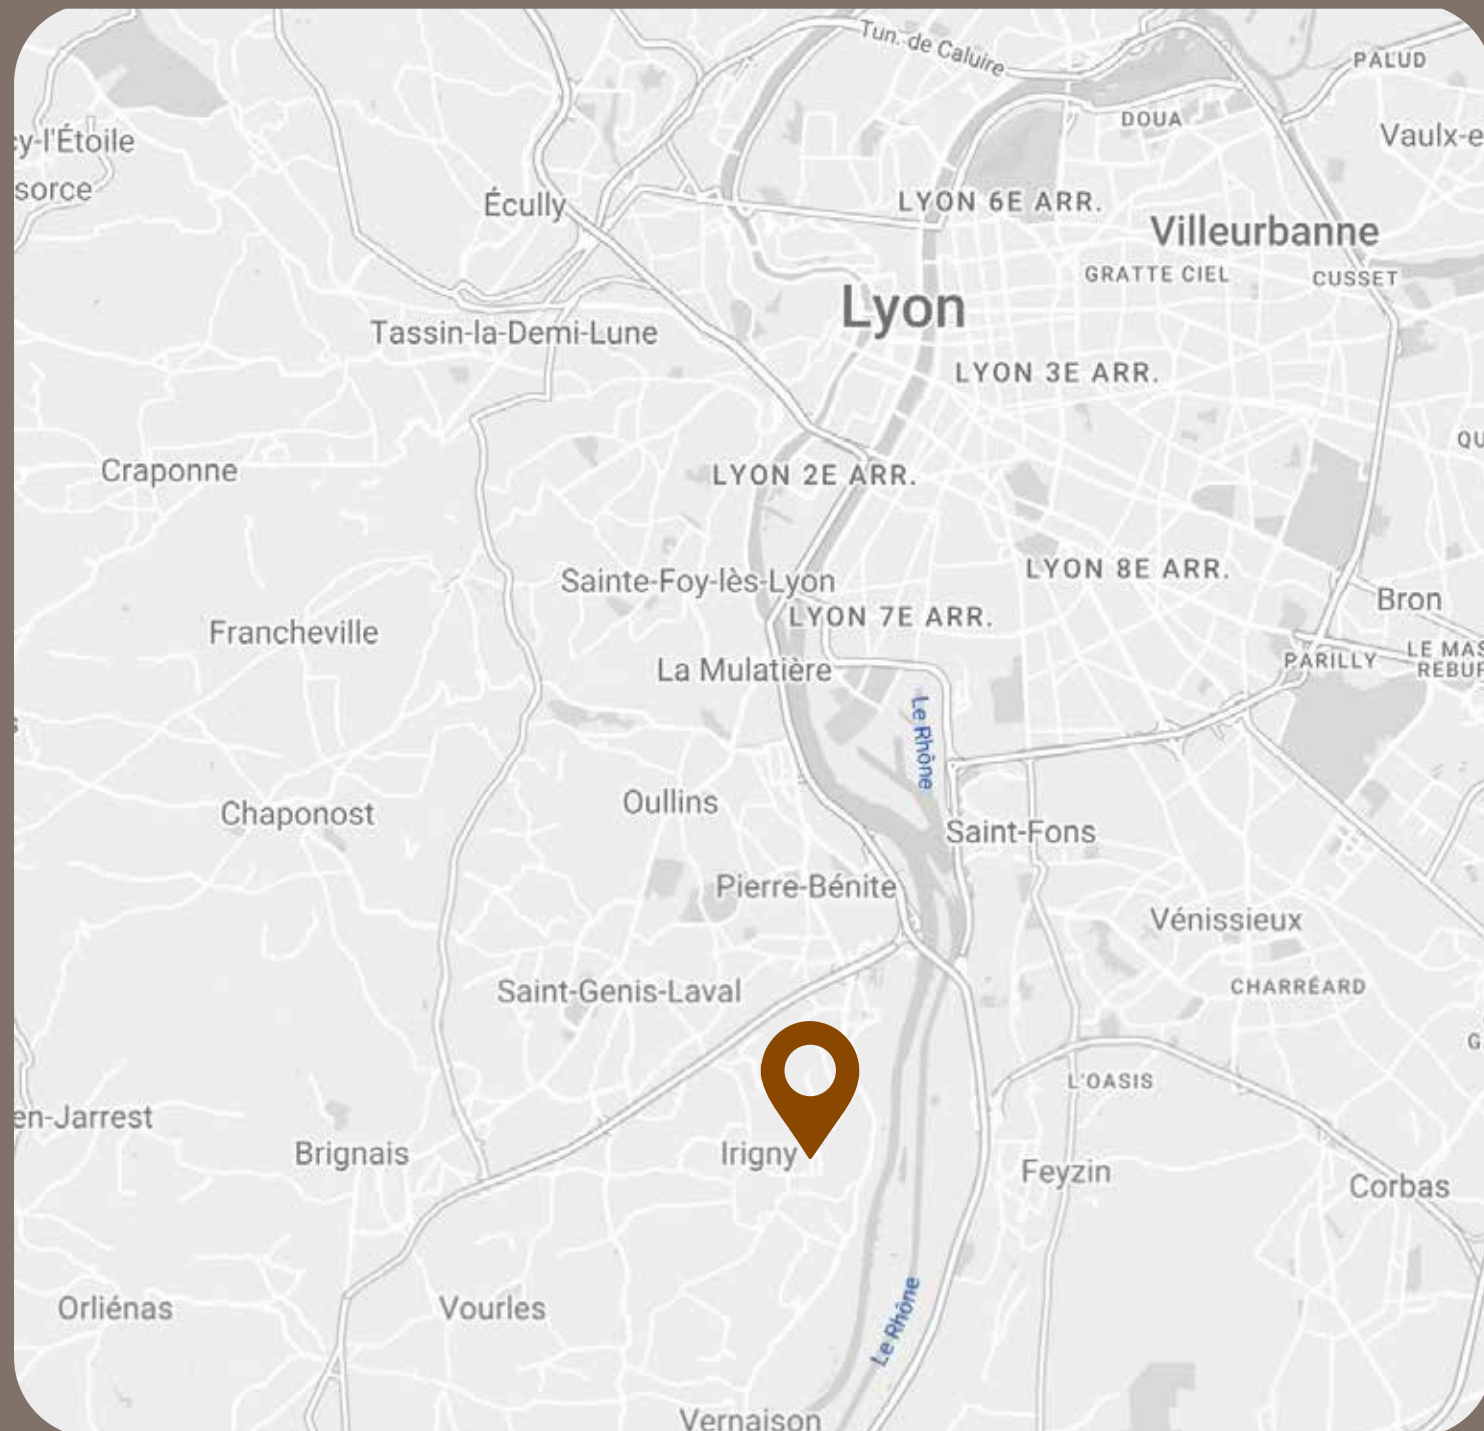 Tun. de Caluire
PALUD
DOUA
cy-l'Étoile
Vaulx-e
sorce
Écully
LYON 6E ARR.
Villeurbanne
GRATTE CIEL
CUSSET
Lyon
Tassin-la-Demi-Lune
LYON 3E ARR.
QU
Craponne
LYON 2E ARR.
Sainte-Foy-lès-Lyon
LYON 8E ARR.
Bron
LYON 7E ARR.
Francheville
LE MAS
REBUF
PARILLY
La Mulatière
Le Rhône
Oullins
Chaponost
Saint-Fons
Pierre-Bénite
Vénissieux
Saint-Genis-Laval
CHARRÉARD
G
L'OASIS
en-Jarrest
Brignais
Irigny
Feyzin
Corbas
Orliénas
Vourles
Le Rhône
Vernaison